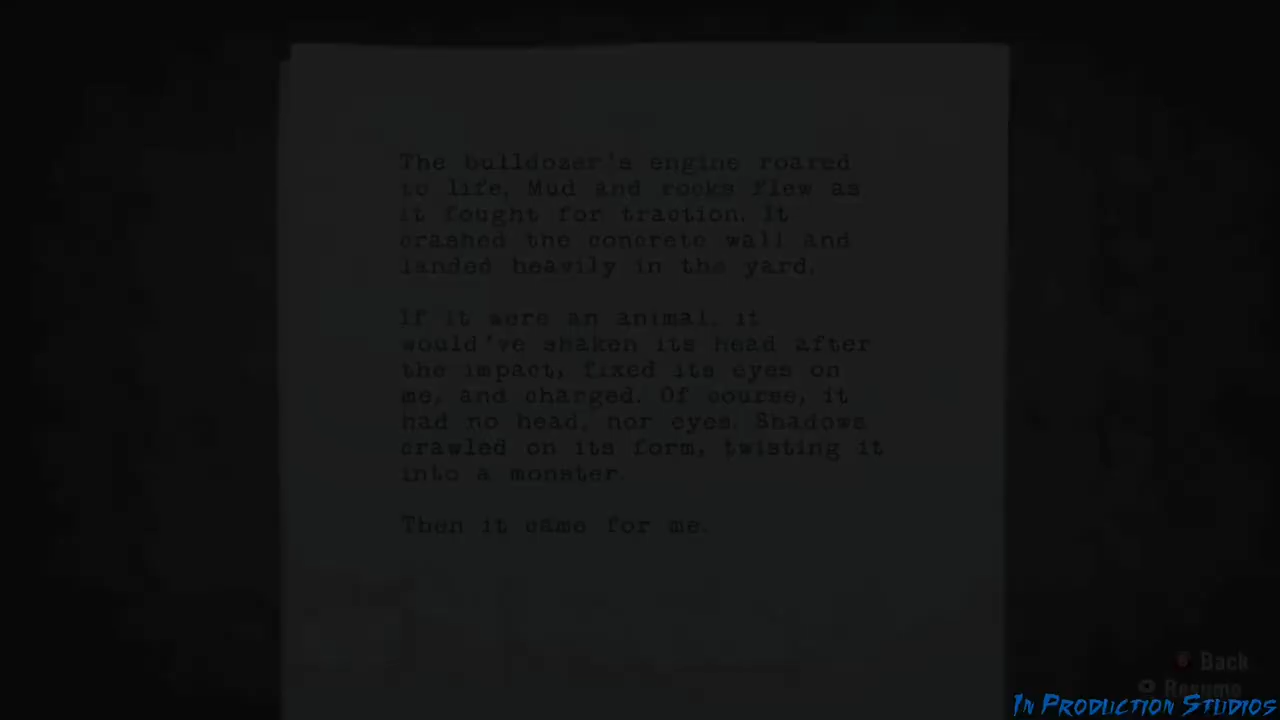 The bulldozer's engine roared
to life, Mud and rocks flew as
it fought for traction. It
crashed the concrete wall and
landed heavily in the yard.
If it were an animal, it
would've shaken its head after
the impact, fixed its eyes on
me, and charged. Of course, it
had no head, nor eyes. Shadows
crawled on its form, twisting it
into a monster.
Then it came for me.
Back
Resume
In Production Studios